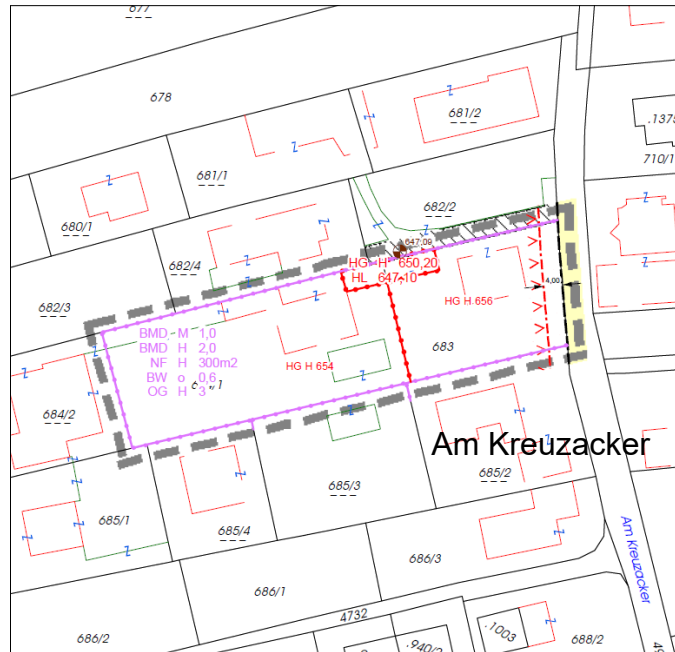 677
678
681/2
.1375
710/1
681/1
680/1
682/2
682/4
647,09
HG H 650,20
HL 647,10
4,00
HG H 656
682/3
BMD M 1,0
BMD H 2,0
NF H 300m2
BW o 0,6
OG H 3
683
HG H 654
684/2
Am Kreuzacker
685/3
685/2
685/1
685/4
Am Kreuzacker
686/3
686/1
4732
686/2
.940/2
.1003
688/2